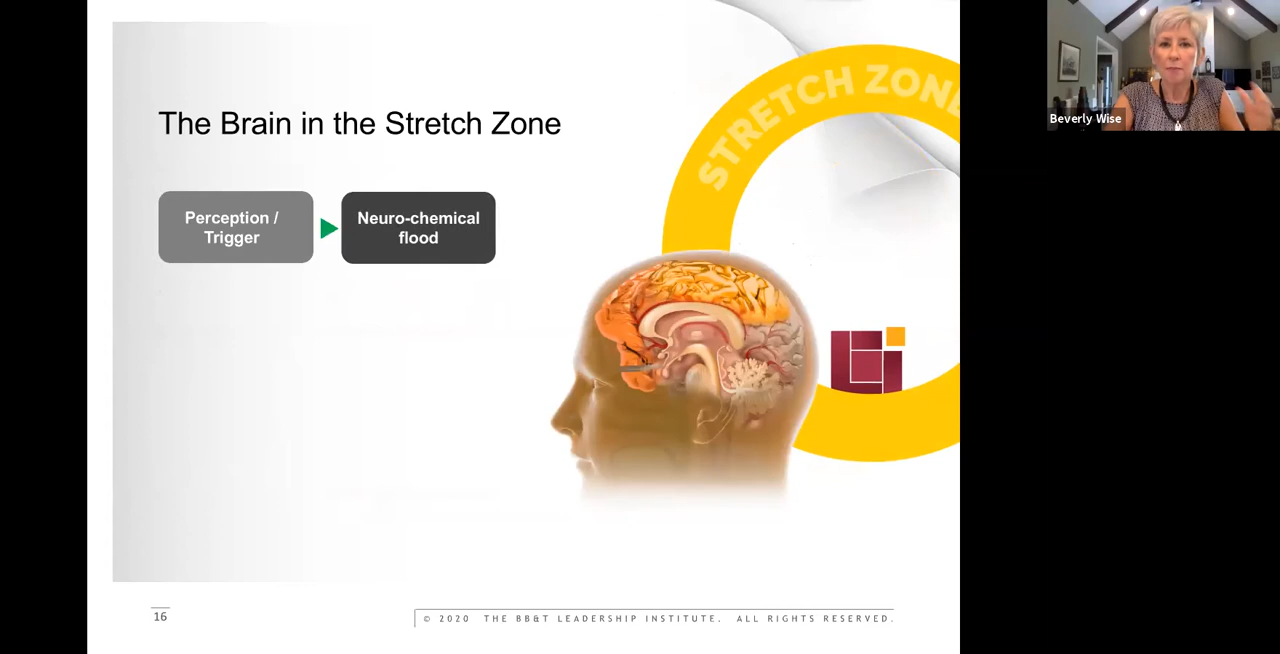 STRETCH ZONE
The Brain in the Stretch Zone
Perception /
Trigger
Neuro-chemical
flood
16
© 2020 THE BB&T LEADERSHIP INSTITUTE. ALL RIGHTS RESERVED.
Beverly Wise